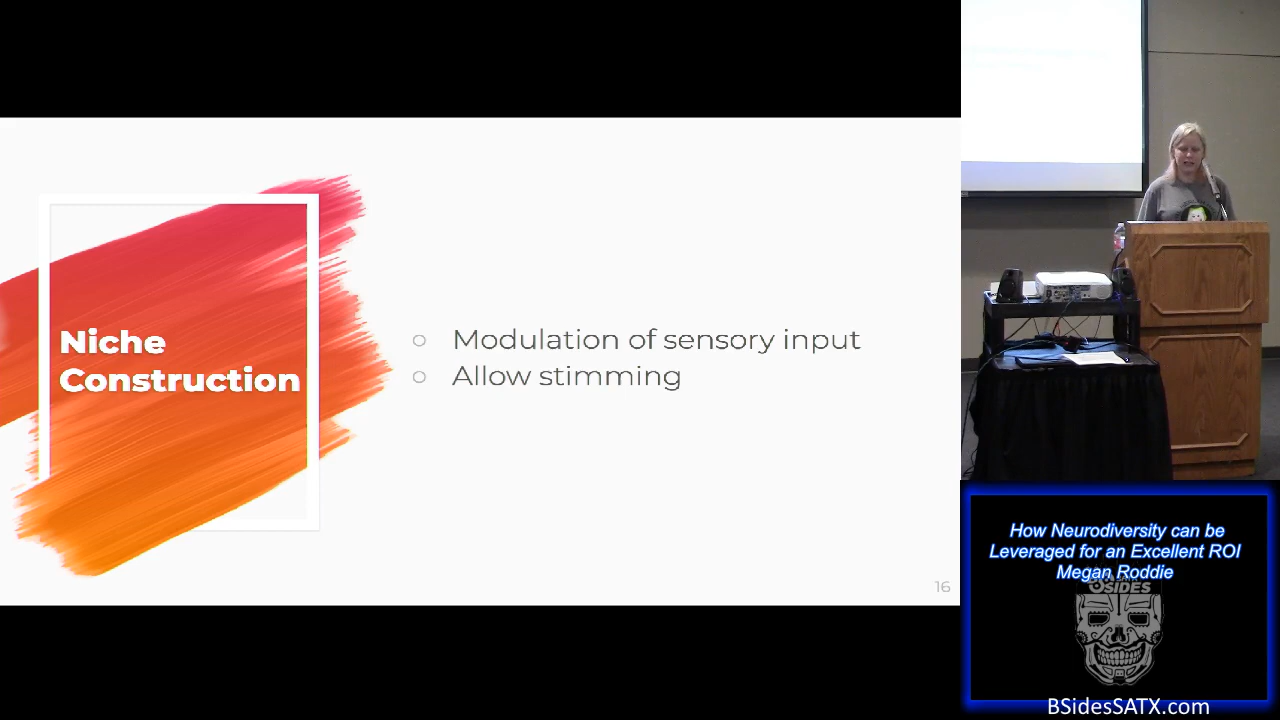 Niche
Construction
○ Modulation of sensory input
○ Allow stimming
16
How Neurodiversity can be
Leveraged for an Excellent ROI
Megan Roddie
BSIDES
BSidesSATX.com